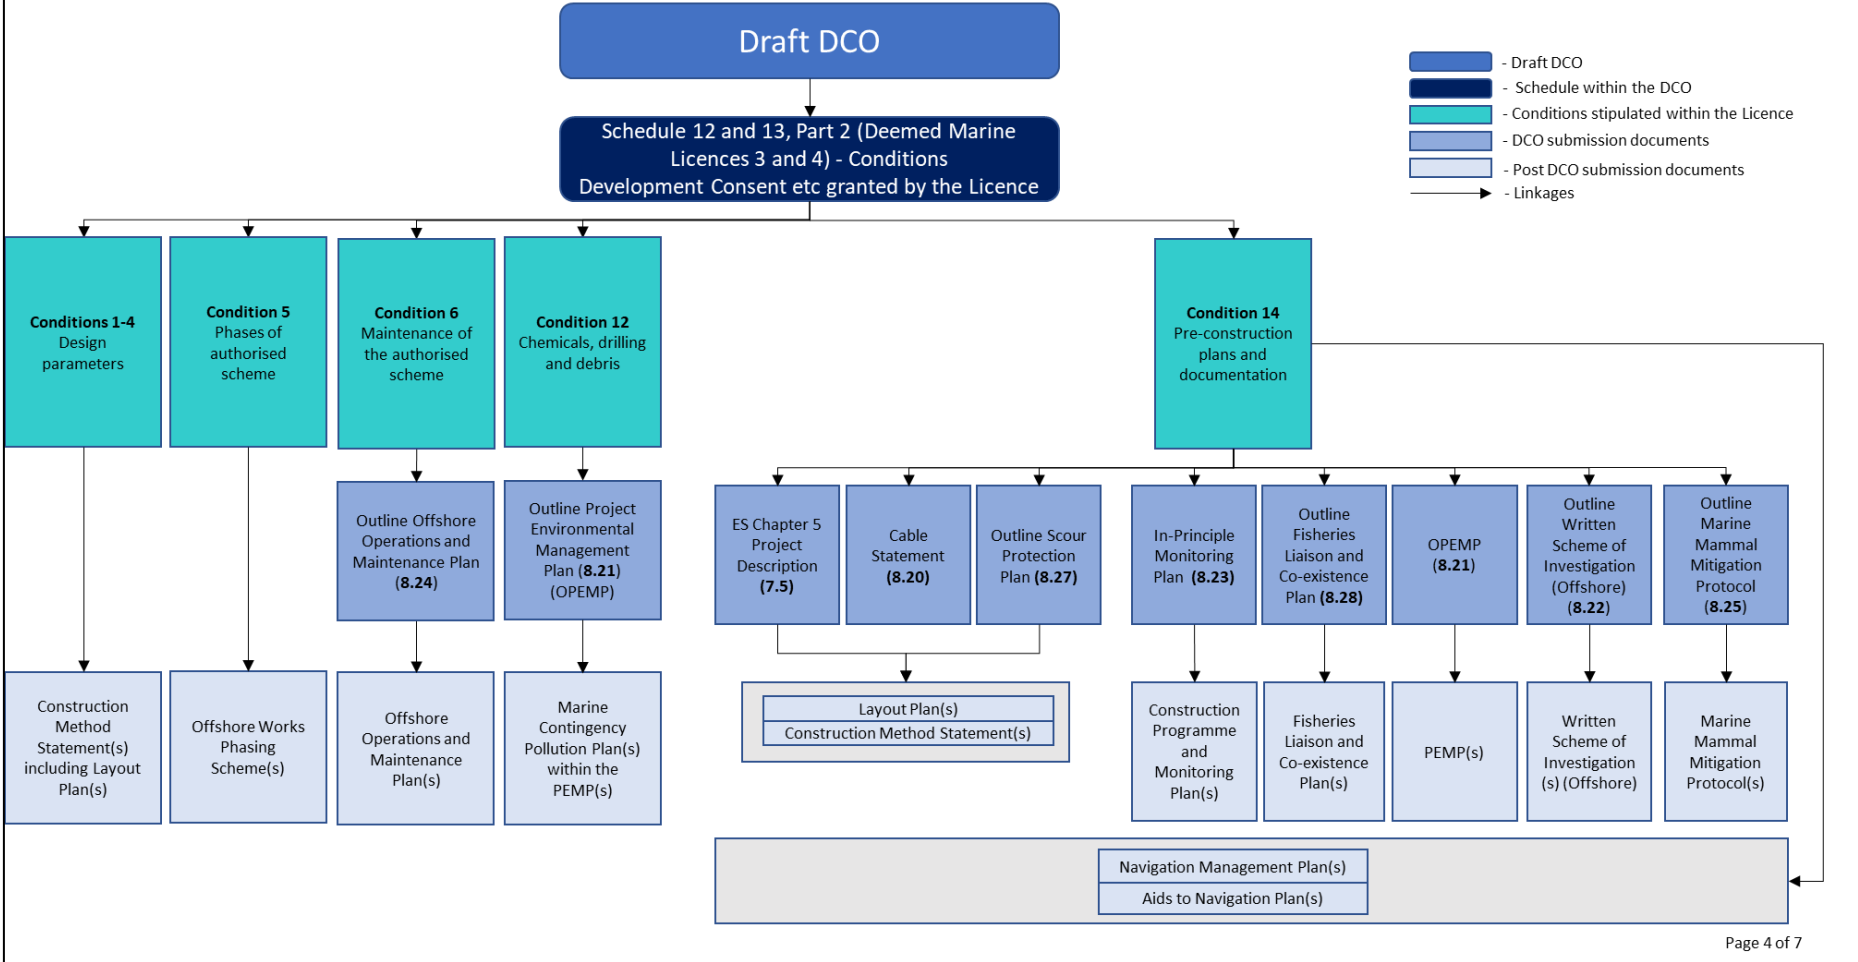 Draft DCO
Schedule 12 and 13, Part 2 (Deemed Marine
Licences 3 and 4) - Conditions
Development Consent etc granted by the Licence
- Draft DCO
- Schedule within the DCO
- Conditions stipulated within the Licence
- DCO submission documents
- Post DCO submission documents
- Linkages
Conditions 1-4
Design
parameters
Condition 5
Phases of
authorised
scheme
Condition 6
Maintenance of
the authorised
scheme
Condition 12
Chemicals, drilling
and debris
Condition 14
Pre-construction
plans and
documentation
Outline Offshore
Operations and
Maintenance Plan
(8.24)
Outline Project
Environmental
Management
Plan (8.21)
(OPEMP)
ES Chapter 5
Project
Description
(7.5)
Cable
Statement
(8.20)
Outline Scour
Protection
Plan (8.27)
In-Principle
Monitoring
Plan (8.23)
Outline
Fisheries
Liaison and
Co-existence
Plan (8.28)
OPEMP
(8.21)
Outline
Written
Scheme of
Investigation
(Offshore)
(8.22)
Outline
Marine
Mammal
Mitigation
Protocol
(8.25)
Construction
Method
Statement(s)
including Layout
Plan(s)
Offshore Works
Phasing
Scheme(s)
Offshore
Operations and
Maintenance
Plan(s)
Marine
Contingency
Pollution Plan(s)
within the
PEMP(s)
Layout Plan(s)
Construction Method Statement(s)
Construction
Programme
and
Monitoring
Plan(s)
Fisheries
Liaison and
Co-existence
Plan(s)
PEMP(s)
Written
Scheme of
Investigation
(s) (Offshore)
Marine
Mammal
Mitigation
Protocol(s)
Navigation Management Plan(s)
Aids to Navigation Plan(s)
Page 4 of 7